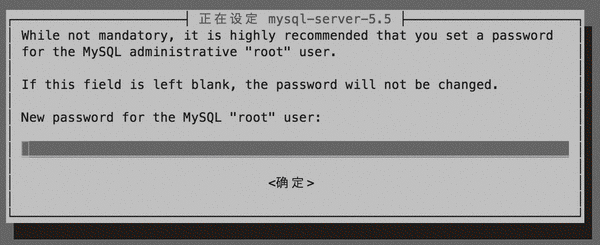 正在设定 mysql-server-5.5
While not mandatory, it is highly recommended that you set a password
for the MySQL administrative "root" user.
If this field is left blank, the password will not be changed.
New password for the MySQL "root" user:
<确定>